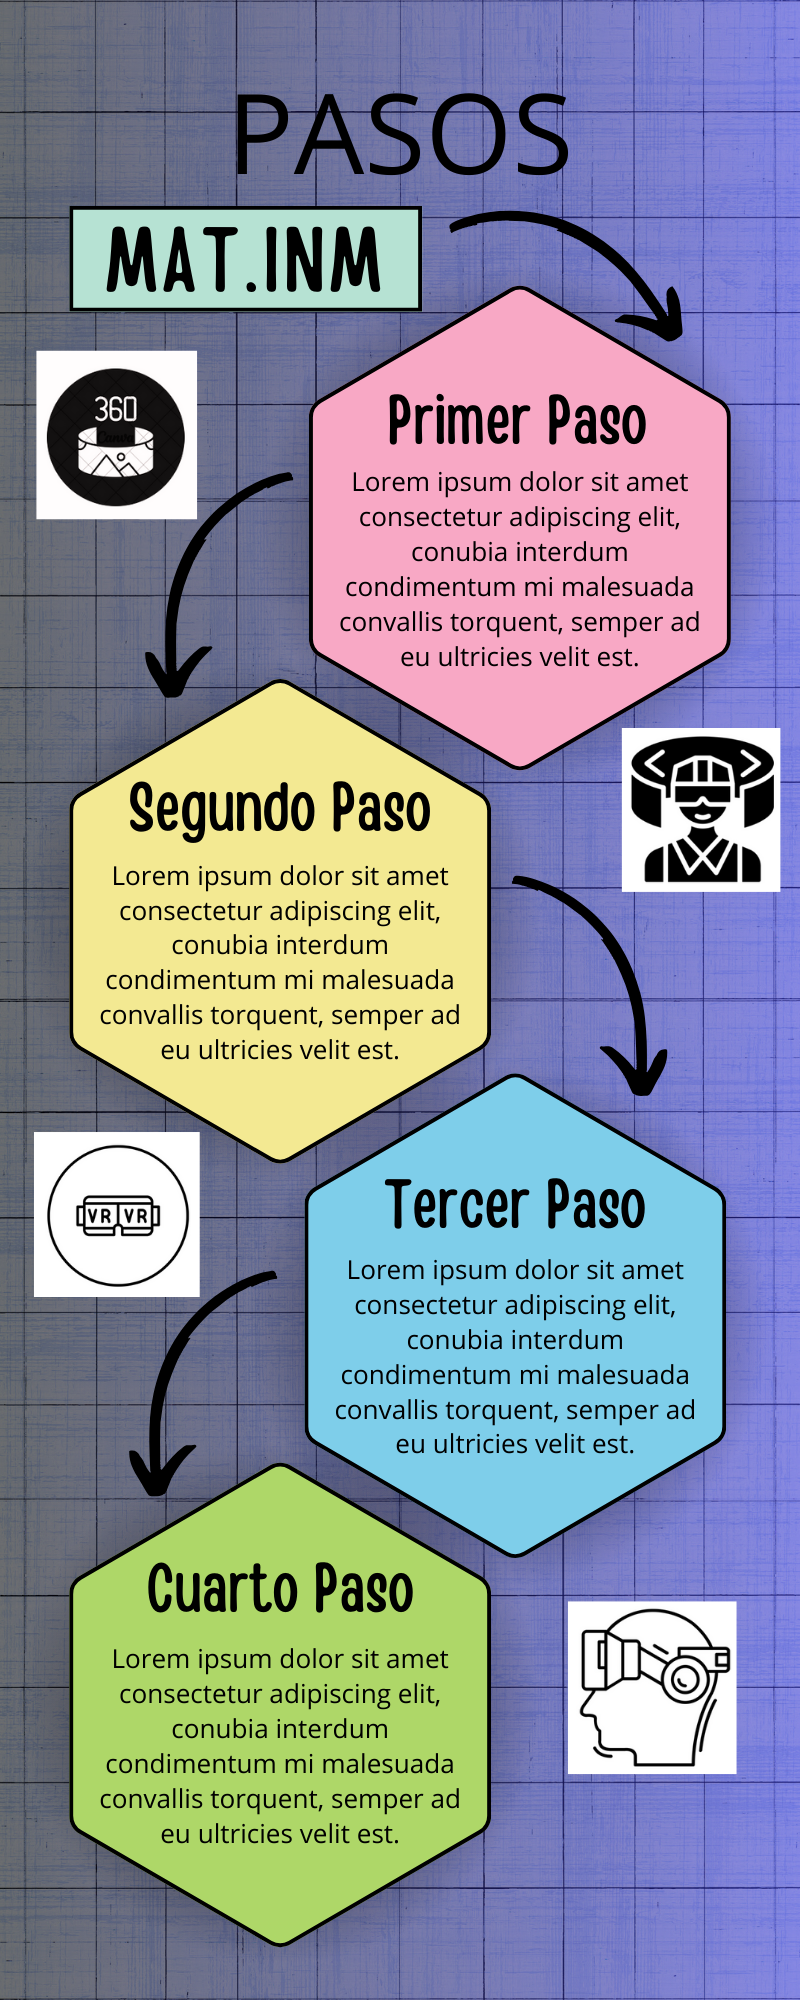 PASOS
MAT.INM
360
Canva
Primer Paso
Lorem ipsum dolor sit amet
consectetur adipiscing elit,
conubia interdum
condimentum mi malesuada
convallis torquent, semper ad
eu ultricies velit est.
Segundo Paso
Lorem ipsum dolor sit amet
consectetur adipiscing elit,
conubia interdum
condimentum mi malesuada
convallis torquent, semper ad
eu ultricies velit est.
VR VR
Tercer Paso
Lorem ipsum dolor sit amet
consectetur adipiscing elit,
conubia interdum
condimentum mi malesuada
convallis torquent, semper ad
eu ultricies velit est.
Cuarto Paso
Lorem ipsum dolor sit amet
consectetur adipiscing elit,
conubia interdum
condimentum mi malesuada
convallis torquent, semper ad
eu ultricies velit est.